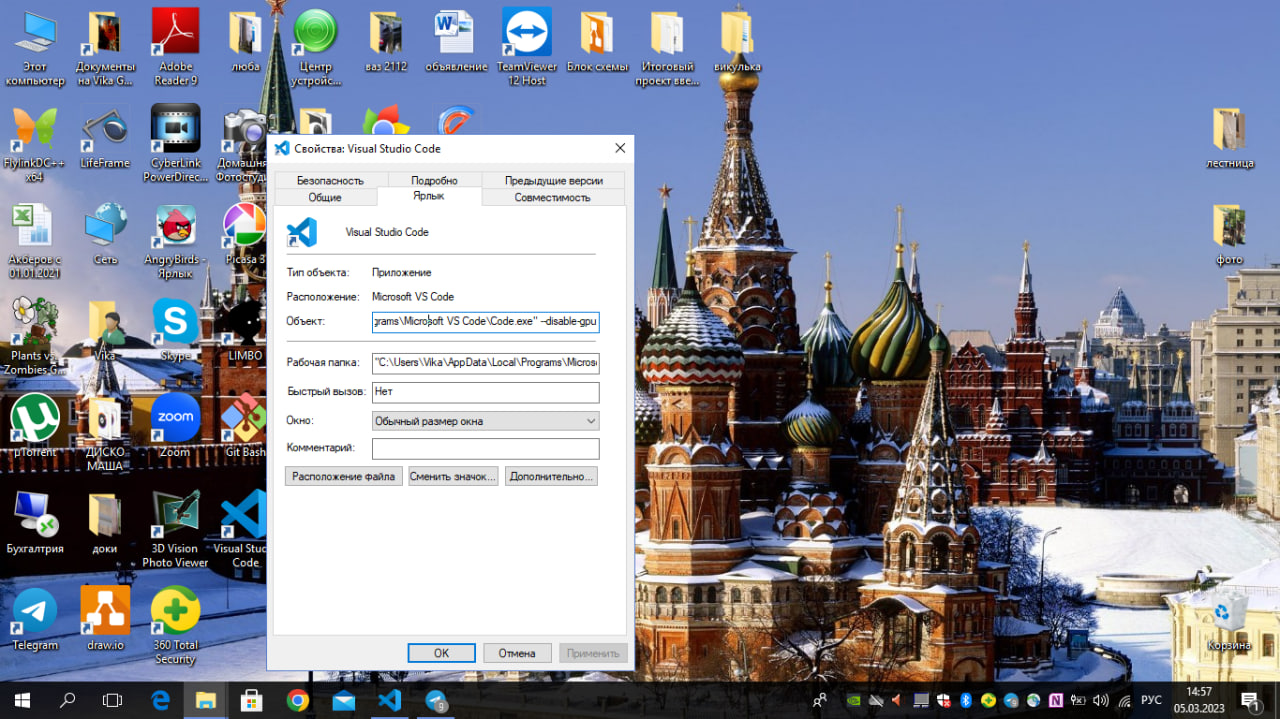 Этот
компьютер
Документы
на Vika G...
Adobe
Reader 9
люба
Центр
устройс...
ваз 2112
объявление
TeamViewer
12 Host
Блок схемы
Итоговый
проект вве...
викулька
FlylinkDC++
x64
LifeFrame
CyberLink
PowerDirec...
Домашня
Фотостуди
лестница
Акберов с
01.01.2021
Сеть
AngryBirds -
Ярлык
Picasa 3
фото
Plants vs.
Zombies G...
Vika
Skype
LIMBO
µTorrent
ДИСКО
МАША
Zoom
Git Bash
Бухгалтрия
доки
3D Vision
Photo Viewer
Visual Stud
Code
Telegram
draw.io
360 Total
Security
Корзина
Свойства: Visual Studio Code
Безопасность
Подробно
Предыдущие версии
Общие
Ярлык
Совместимость
Visual Studio Code
Тип объекта: Приложение
Расположение: Microsoft VS Code
Объект: grams\Microsoft VS Code\Code.exe" --disable-gpu
Рабочая папка: "C:\Users\Vika\AppData\Local\Programs\Micros
Быстрый вызов: Нет
Окно: Обычный размер окна
Комментарий:
Расположение файла
Сменить значок...
Дополнительно...
ОК
Отмена
Применить
РУС
14:57
05.03.2023